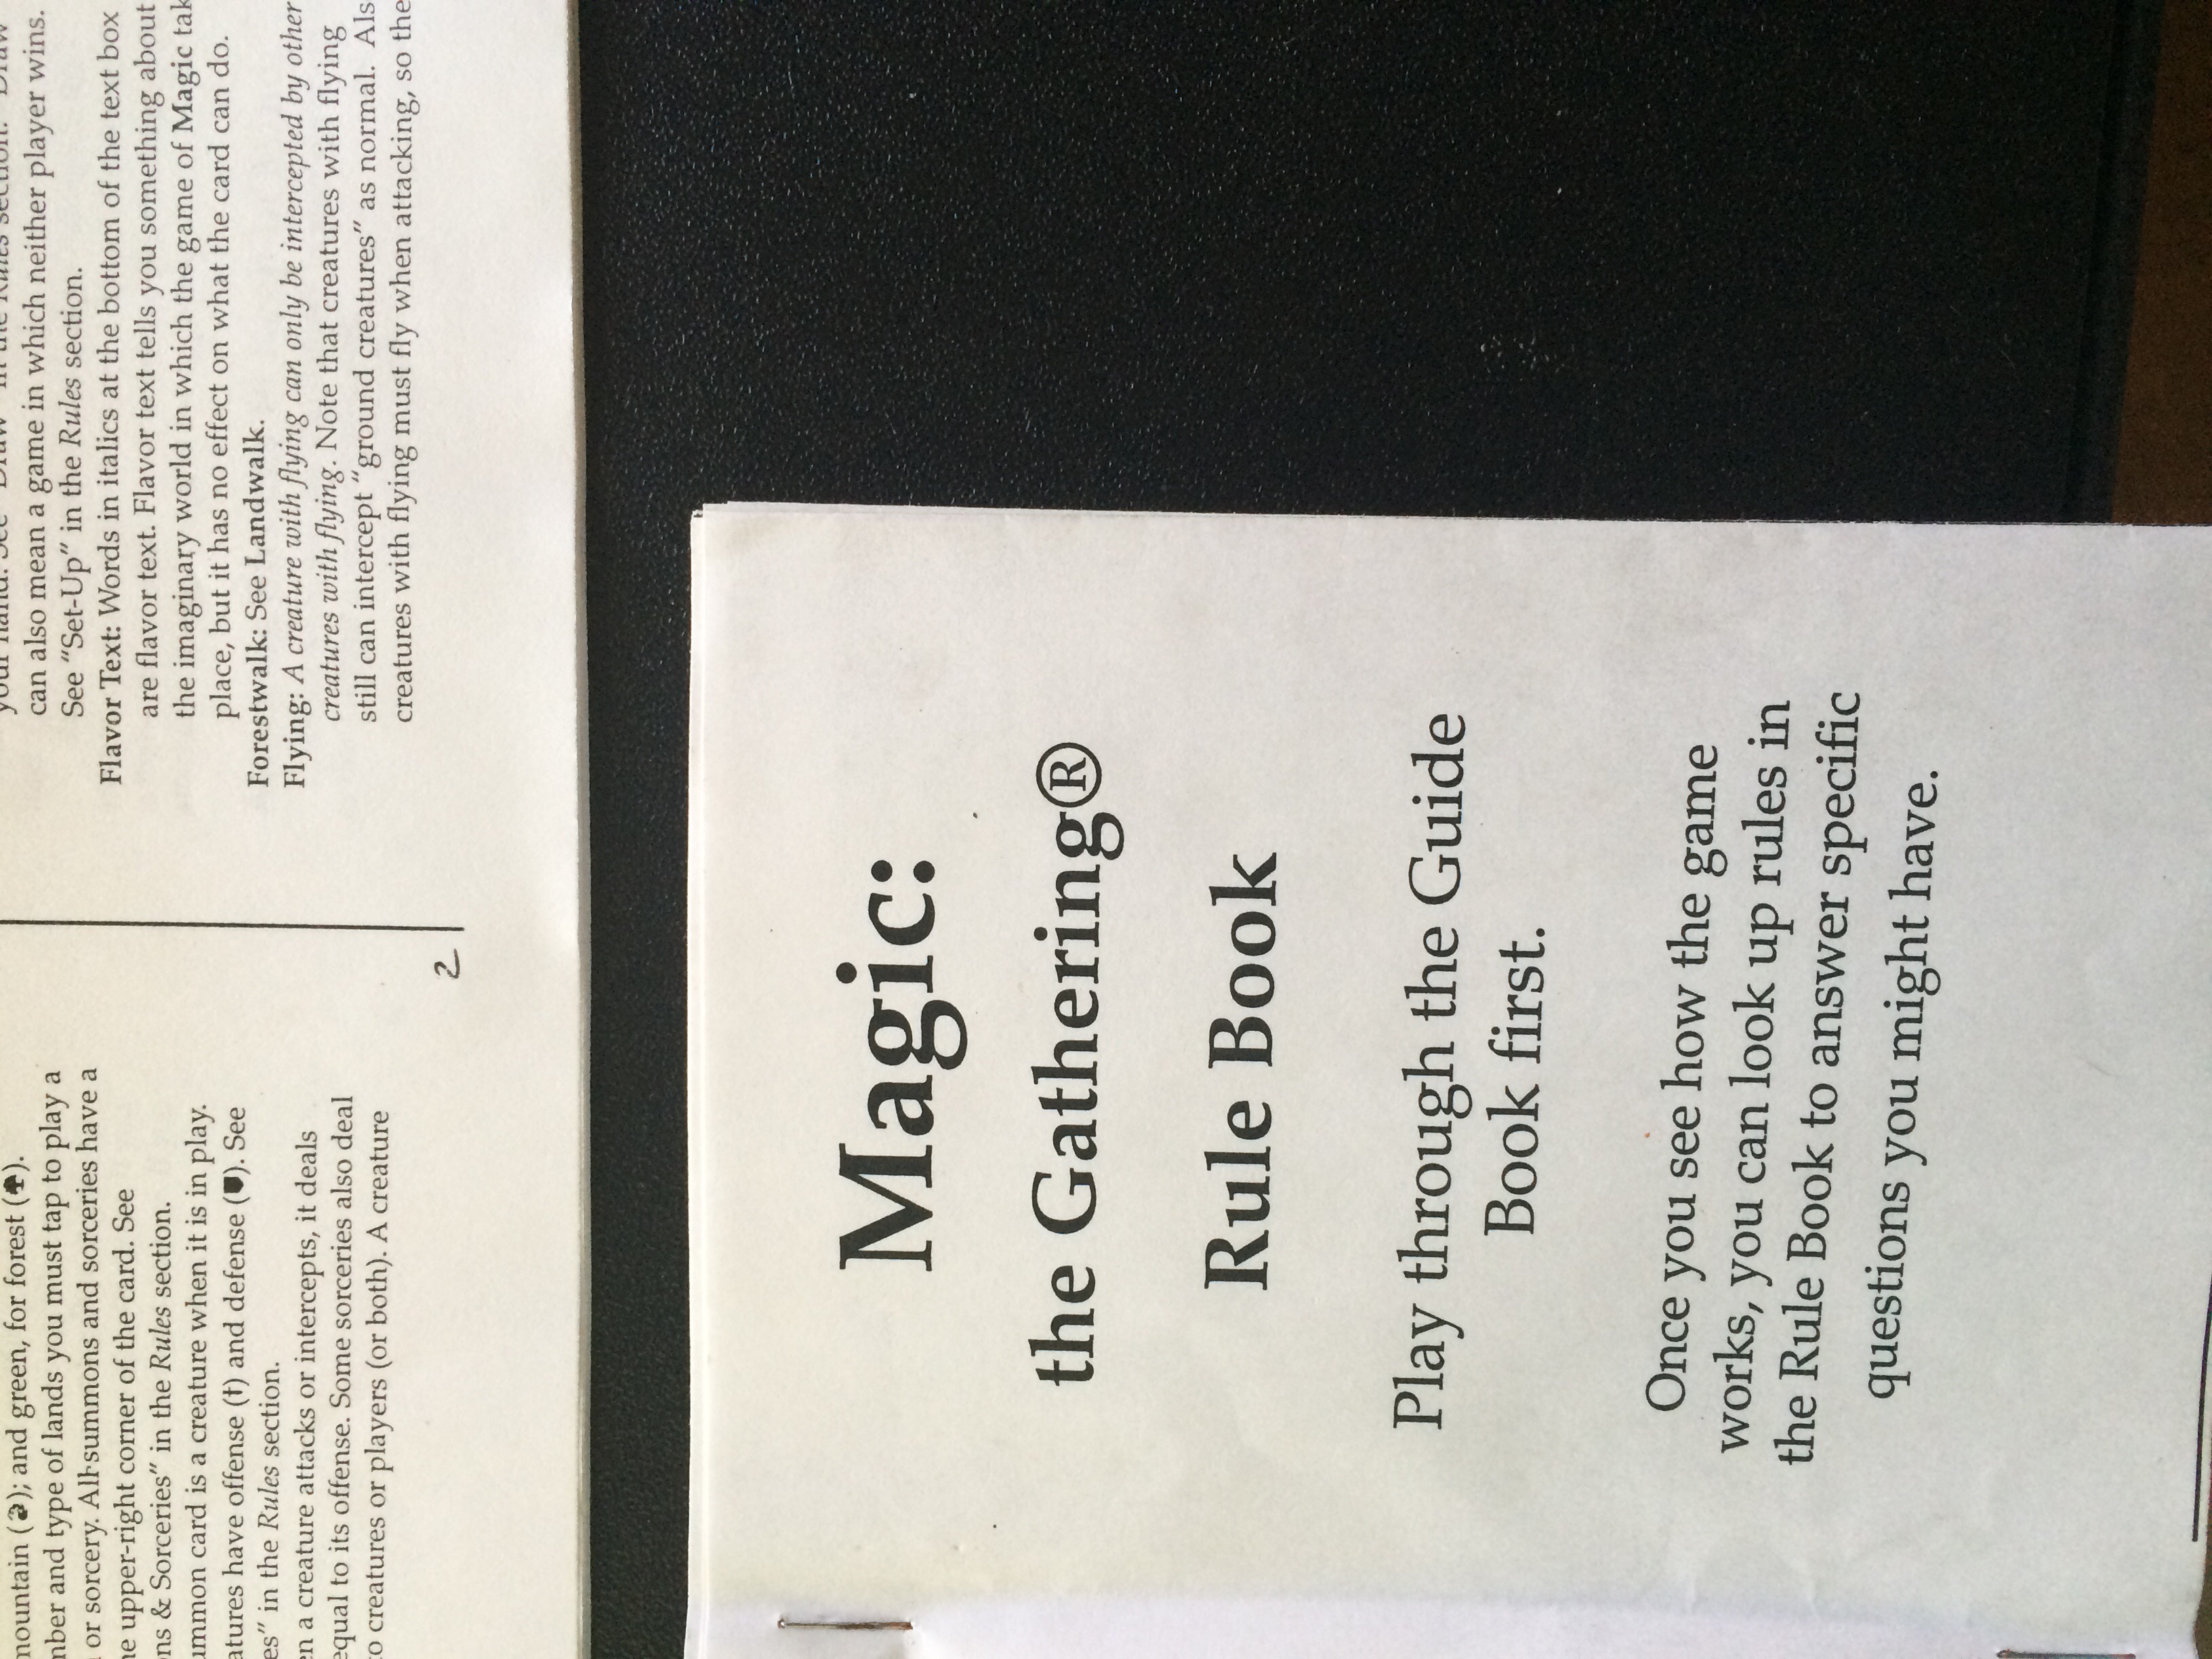 mountain ( ); and green, for forest ( ).
and type of lands you must tap to play a
or sorcery. All summons and sorceries have a
upper-right corner of the card. See
& Sorceries” in the Rules section.
card is a creature when it is in play.
have offense (†) and defense ( ). See
in the Rules section.
a creature attacks or intercepts, it deals
equal to its offense. Some sorceries also deal
to creatures or players (or both). A creature
2
can also mean a game in which neither player wins.
See “Set-Up” in the Rules section.
Flavor Text: Words in italics at the bottom of the text box
are flavor text. Flavor text tells you something about
the imaginary world in which the game of Magic
place, but it has no effect on what the card can do.
Forestwalk: See Landwalk.
Flying: A creature with flying can only be intercepted by other
creatures with flying. Note that creatures with flying
still can intercept “ground creatures” as normal.
creatures with flying must fly when attacking, so the
Magic:
the Gathering®
Rule Book
Play through the Guide
Book first.
Once you see how the game
works, you can look up rules in
the Rule Book to answer specific
questions you might have.